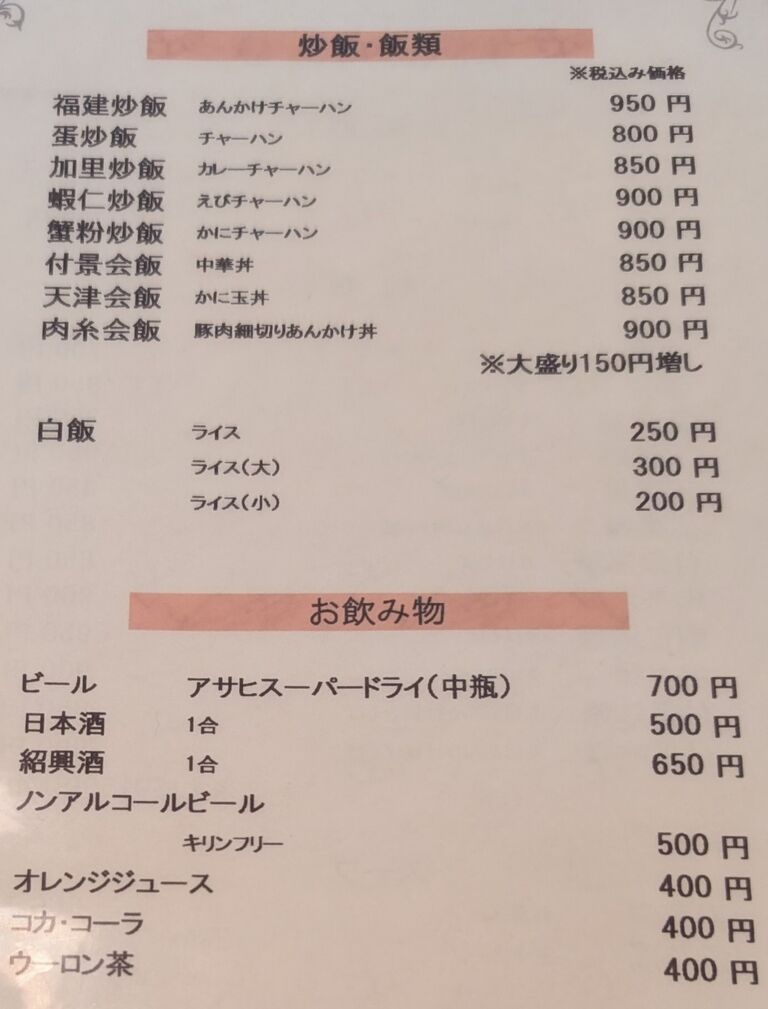 炒飯・飯類
※税込み価格
福建炒飯 あんかけチャーハン 950 円
蛋炒飯 チャーハン 800 円
加里炒飯 カレーチャーハン 850 円
蝦仁炒飯 えびチャーハン 900 円
蟹粉炒飯 かにチャーハン 900 円
付景会飯 中華丼 850 円
天津会飯 かに玉丼 850 円
肉糸会飯 豚肉細切りあんかけ丼 900 円
※大盛り150円増し
白飯 ライス 250 円
ライス(大) 300 円
ライス(小) 200 円
お飲み物
ビール アサヒスーパードライ(中瓶) 700 円
日本酒 1合 500 円
紹興酒 1合 650 円
ノンアルコールビール
キリンフリー 500 円
オレンジジュース 400 円
コカ・コーラ 400 円
ウーロン茶 400 円